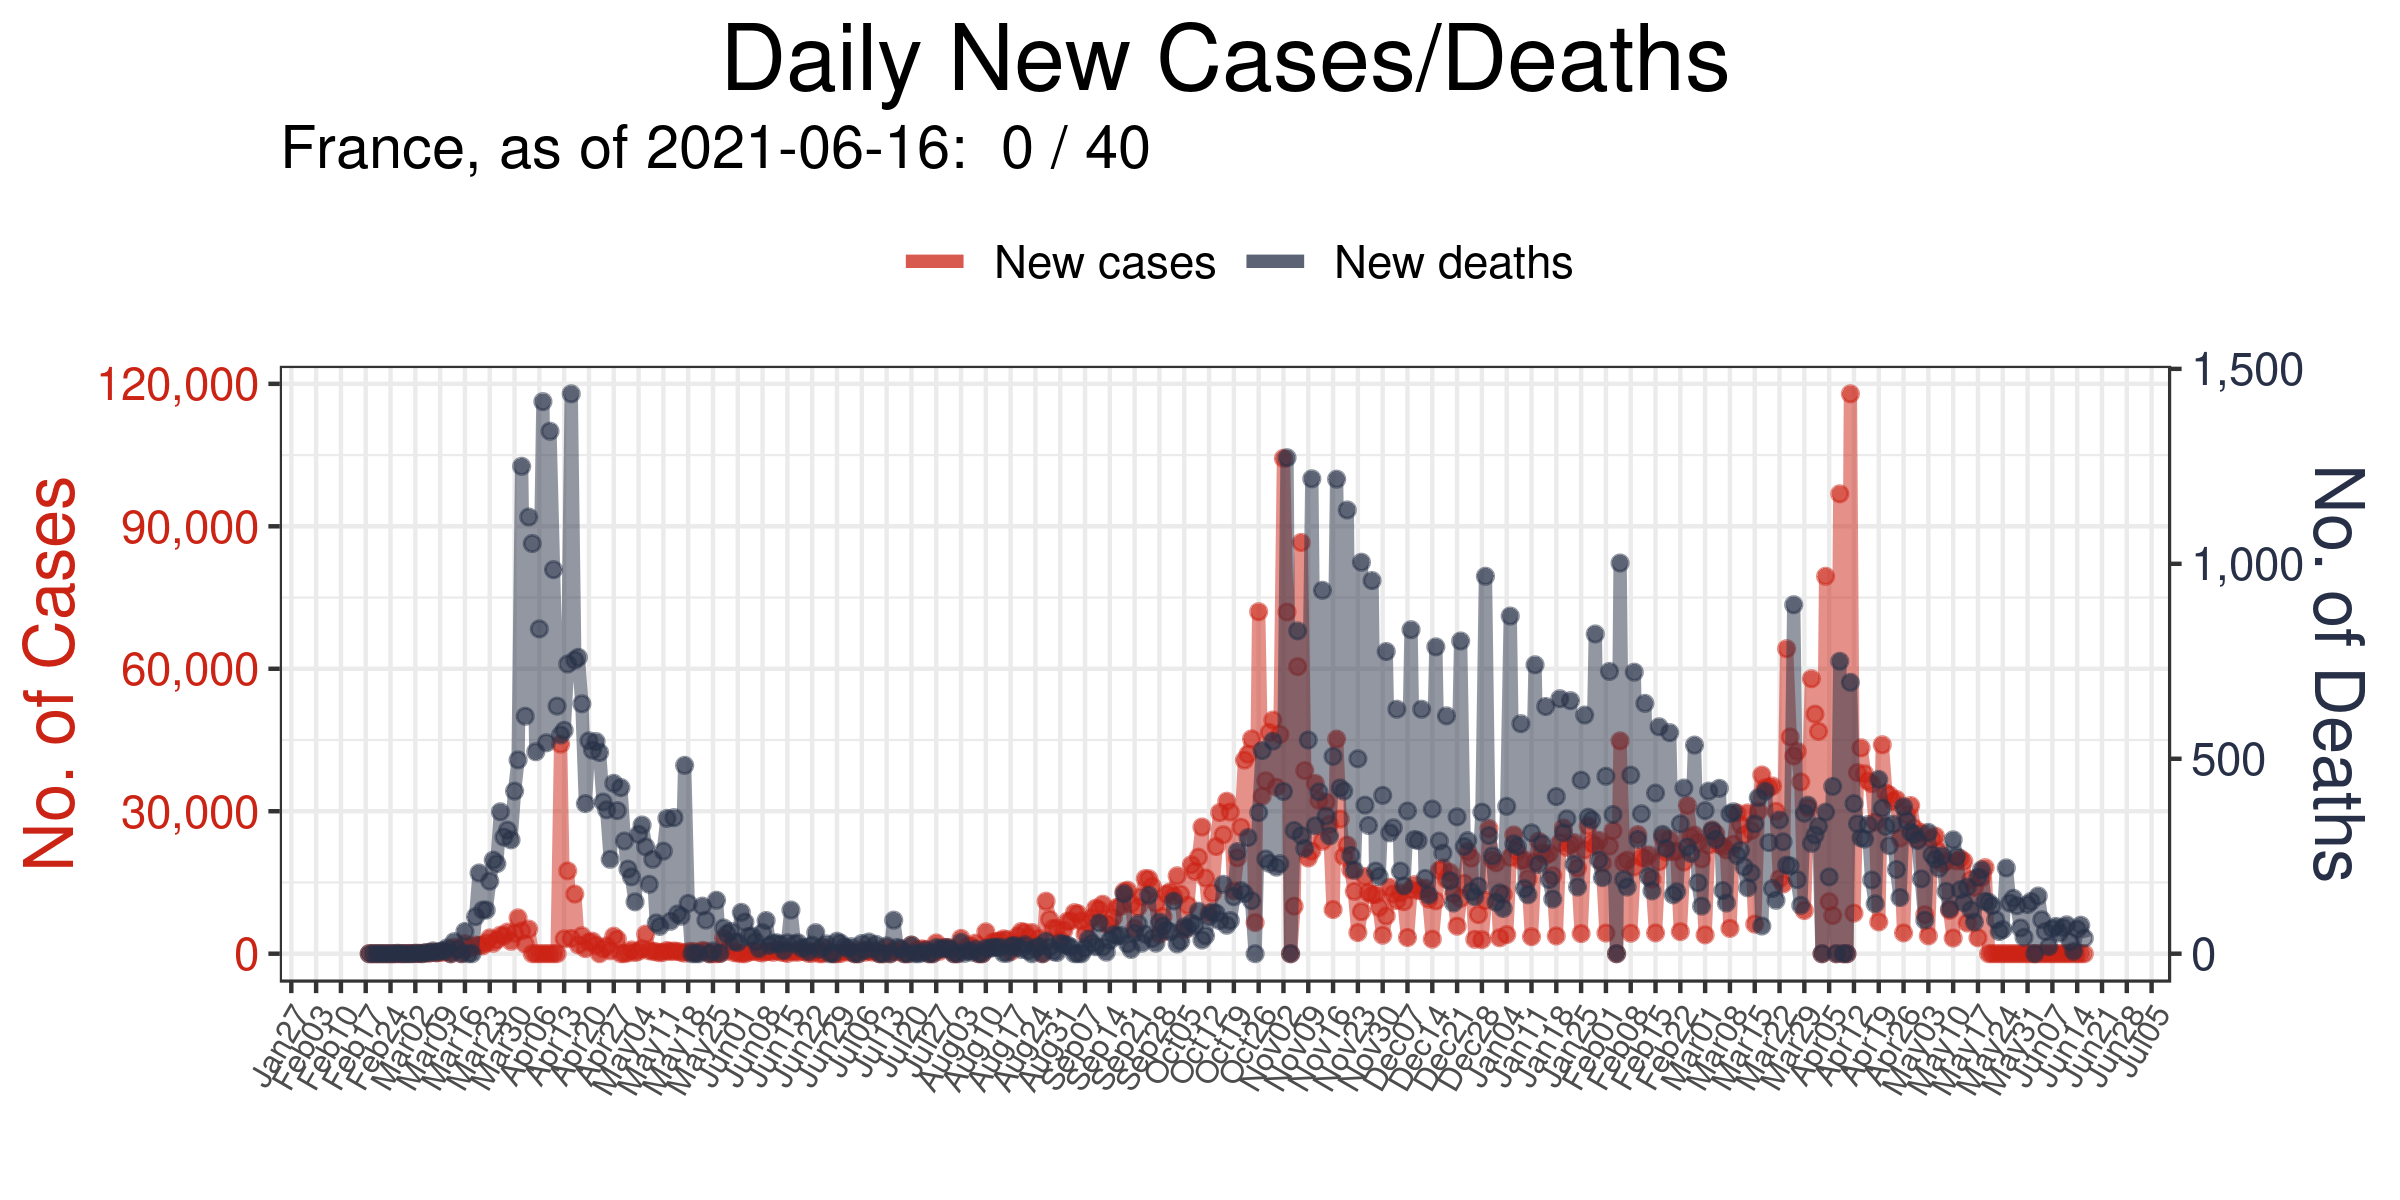 Daily New Cases/Deaths
France, as of 2021-06-16:  0 / 40
New cases New deaths
No. of Cases
120,000
90,000
60,000
30,000
0
1,500
1,000
500
0
No. of Deaths
Jan27 Feb03 Feb10 Feb17 Feb24 Mar02 Mar09 Mar16 Mar23 Mar30 Apr06 Apr13 Apr20 Apr27 May04 May11 May18 May25 Jun01 Jun08 Jun15 Jun22 Jun29 Jul06 Jul13 Jul20 Jul27 Aug03 Aug10 Aug17 Aug24 Aug31 Sep07 Sep14 Sep21 Sep28 Oct05 Oct12 Oct19 Oct26 Nov02 Nov09 Nov16 Nov23 Nov30 Dec07 Dec14 Dec21 Dec28 Jan04 Jan11 Jan18 Jan25 Feb01 Feb08 Feb15 Feb22 Mar01 Mar08 Mar15 Mar22 Mar29 Apr05 Apr12 Apr19 Apr26 May03 May10 May17 May24 May31 Jun07 Jun14 Jun21 Jun28 Jul05